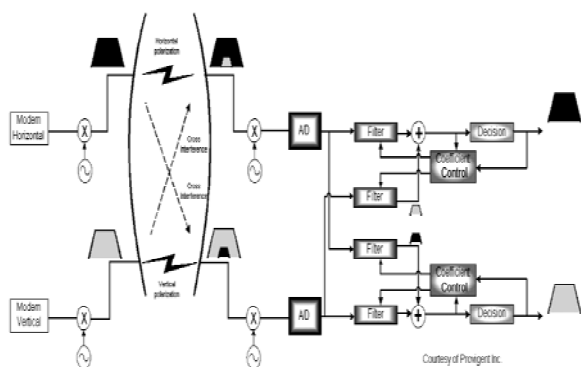 Horizontal
polarization
Modem
Horizontal
X
X
A/D
Filter
+
Decision
Coefficient
Control
Cross
Interference
Filter
Cross
Interference
Filter
Coefficient
Control
Modem
Vertical
X
Vertical
polarization
X
A/D
Filter
+
Decision
Courtesy of Provigent Inc.